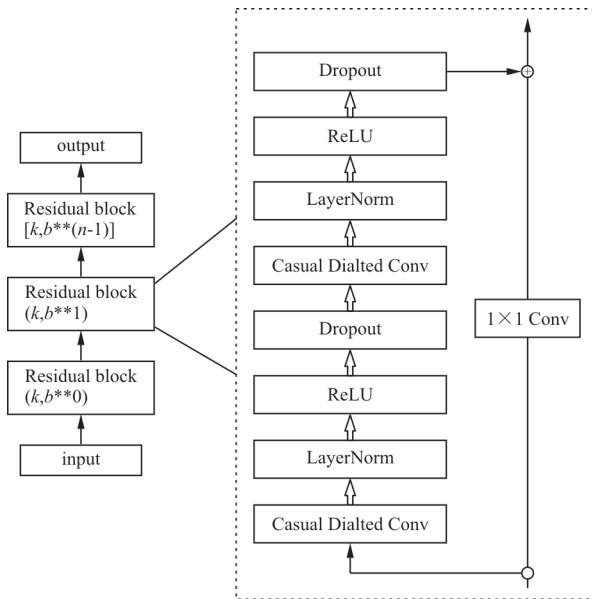 output
Residual block
[k,b**(n-1)]
Residual block
(k,b**1)
Residual block
(k,b**0)
input
Dropout
ReLU
LayerNorm
Casual Dialted Conv
Dropout
ReLU
LayerNorm
Casual Dialted Conv
1×1 Conv